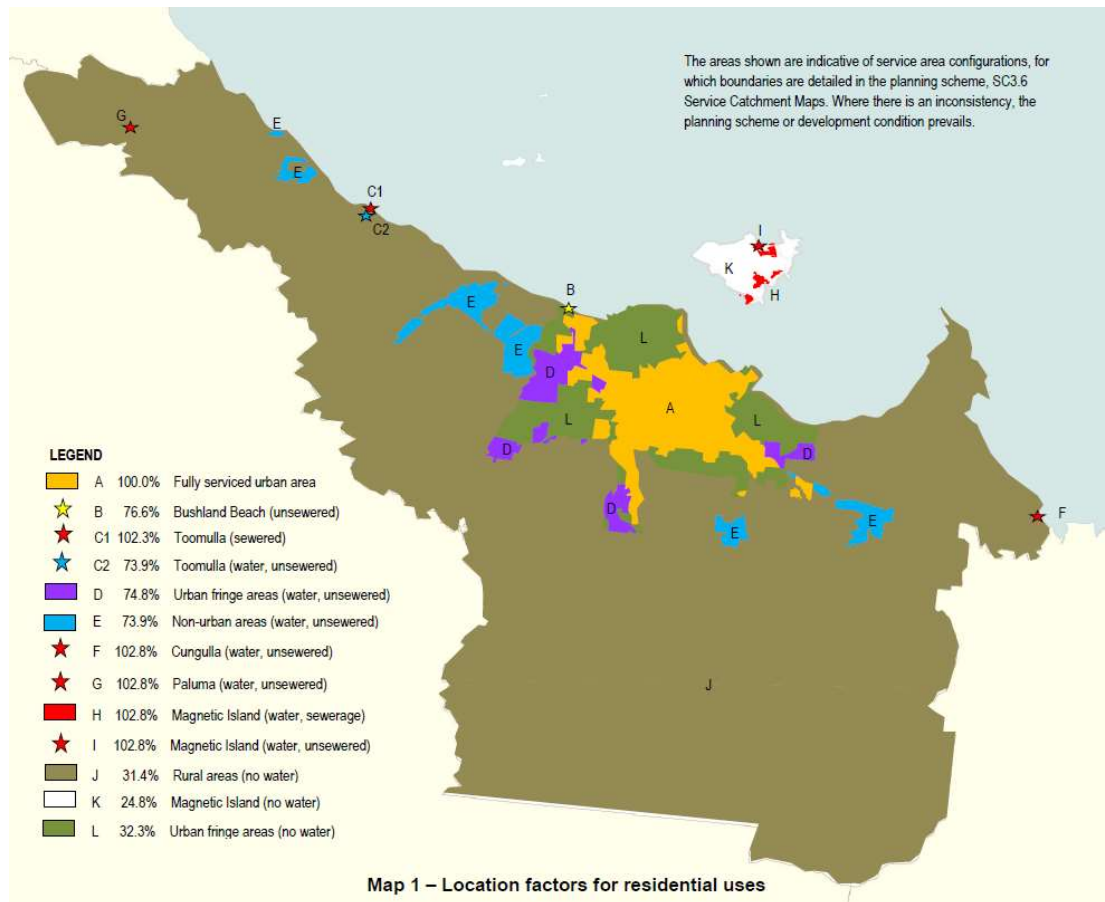 The areas shown are indicative of service area configurations, for
which boundaries are detailed in the planning scheme, SC3.6
Service Catchment Maps. Where there is an inconsistency, the
planning scheme or development condition prevails.
G
E
E
C1
C2
I
K
H
B
E
E
L
D
A
L
L
D
D
D
E
E
F
J
LEGEND
A 100.0% Fully serviced urban area
B 76.6% Bushland Beach (unsewered)
C1 102.3% Toomulla (sewered)
C2 73.9% Toomulla (water, unsewered)
D 74.8% Urban fringe areas (water, unsewered)
E 73.9% Non-urban areas (water, unsewered)
F 102.8% Cungulla (water, unsewered)
G 102.8% Paluma (water, unsewered)
H 102.8% Magnetic Island (water, sewerage)
I 102.8% Magnetic Island (water, unsewered)
J 31.4% Rural areas (no water)
K 24.8% Magnetic Island (no water)
L 32.3% Urban fringe areas (no water)
Map 1 – Location factors for residential uses